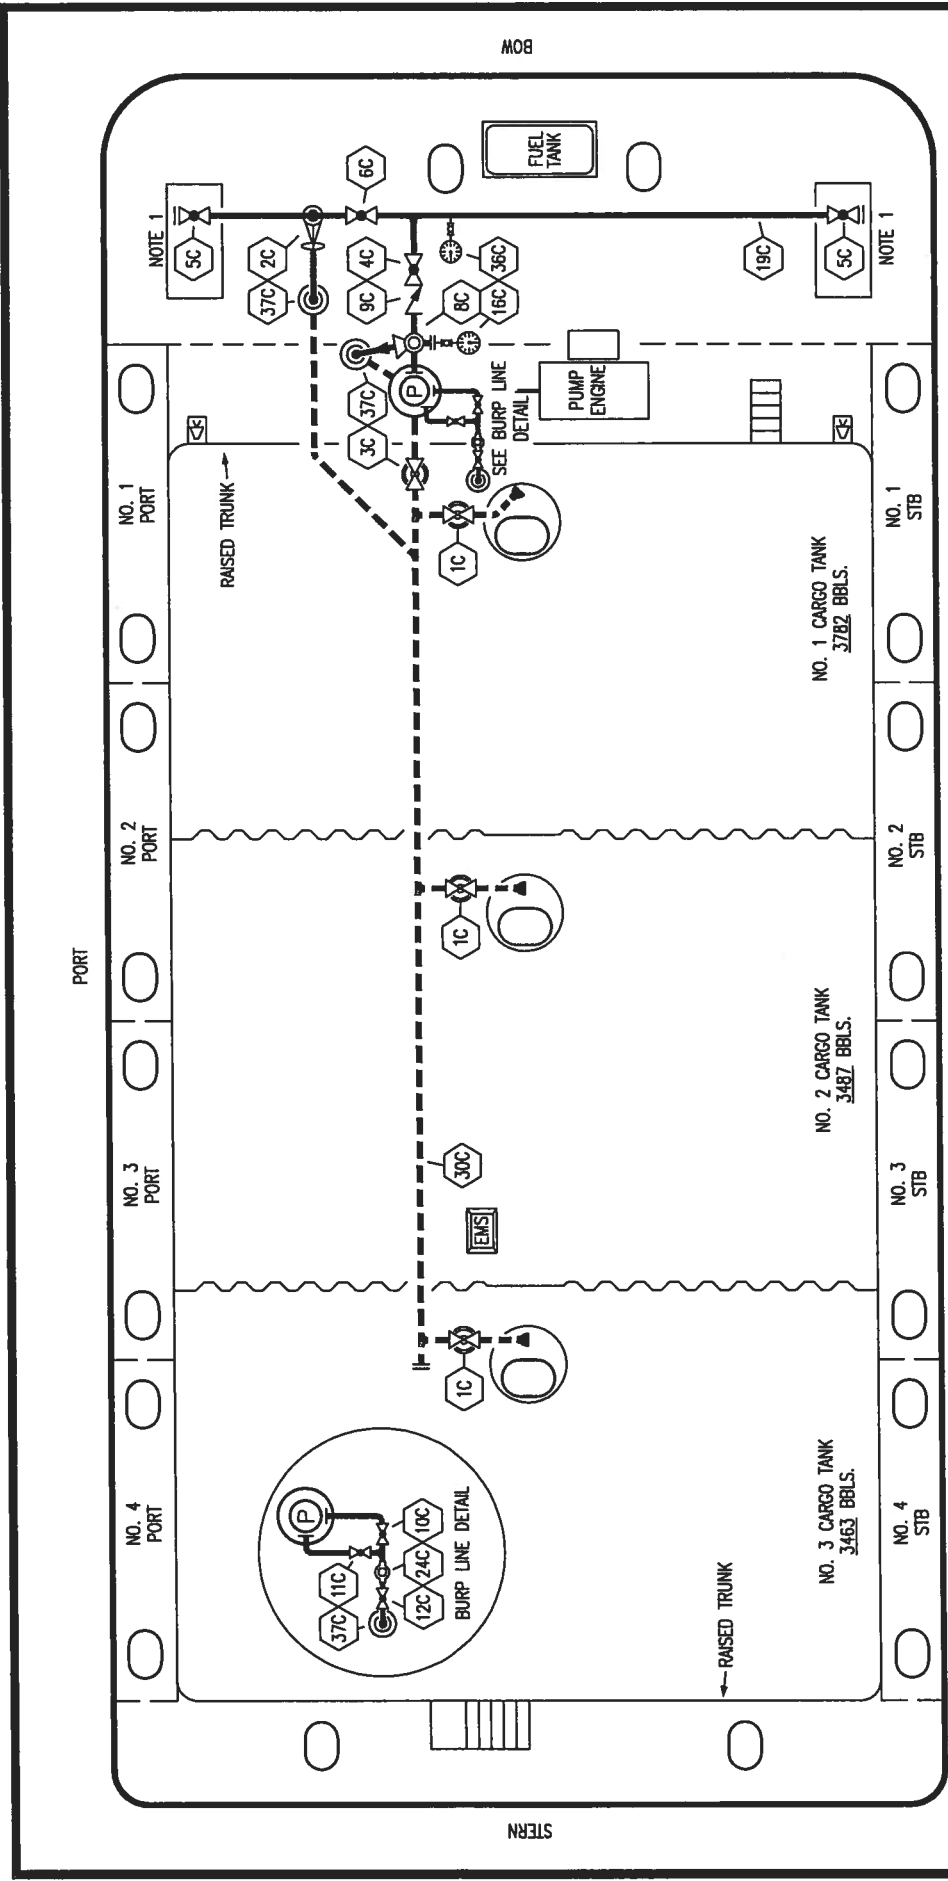 BOW
PORT
STERN
NOTE 1
5C
2C
37C
6C
4C
9C
36C
8C
16C
19C
5C
NOTE 1
FUEL
TANK
37C
3C
P
SEE BURP LINE
DETAIL
PUMP
ENGINE
NO. 1
PORT
RAISED TRUNK
1C
NO. 1 CARGO TANK
3782 BBLS.
NO. 1
STB
NO. 2
PORT
1C
NO. 2 CARGO TANK
3487 BBLS.
NO. 2
STB
NO. 3
PORT
30C
EMS
NO. 3
STB
NO. 4
PORT
1C
P
11C
37C
10C
24C
12C
BURP LINE DETAIL
NO. 3 CARGO TANK
3463 BBLS.
NO. 4
STB
RAISED TRUNK